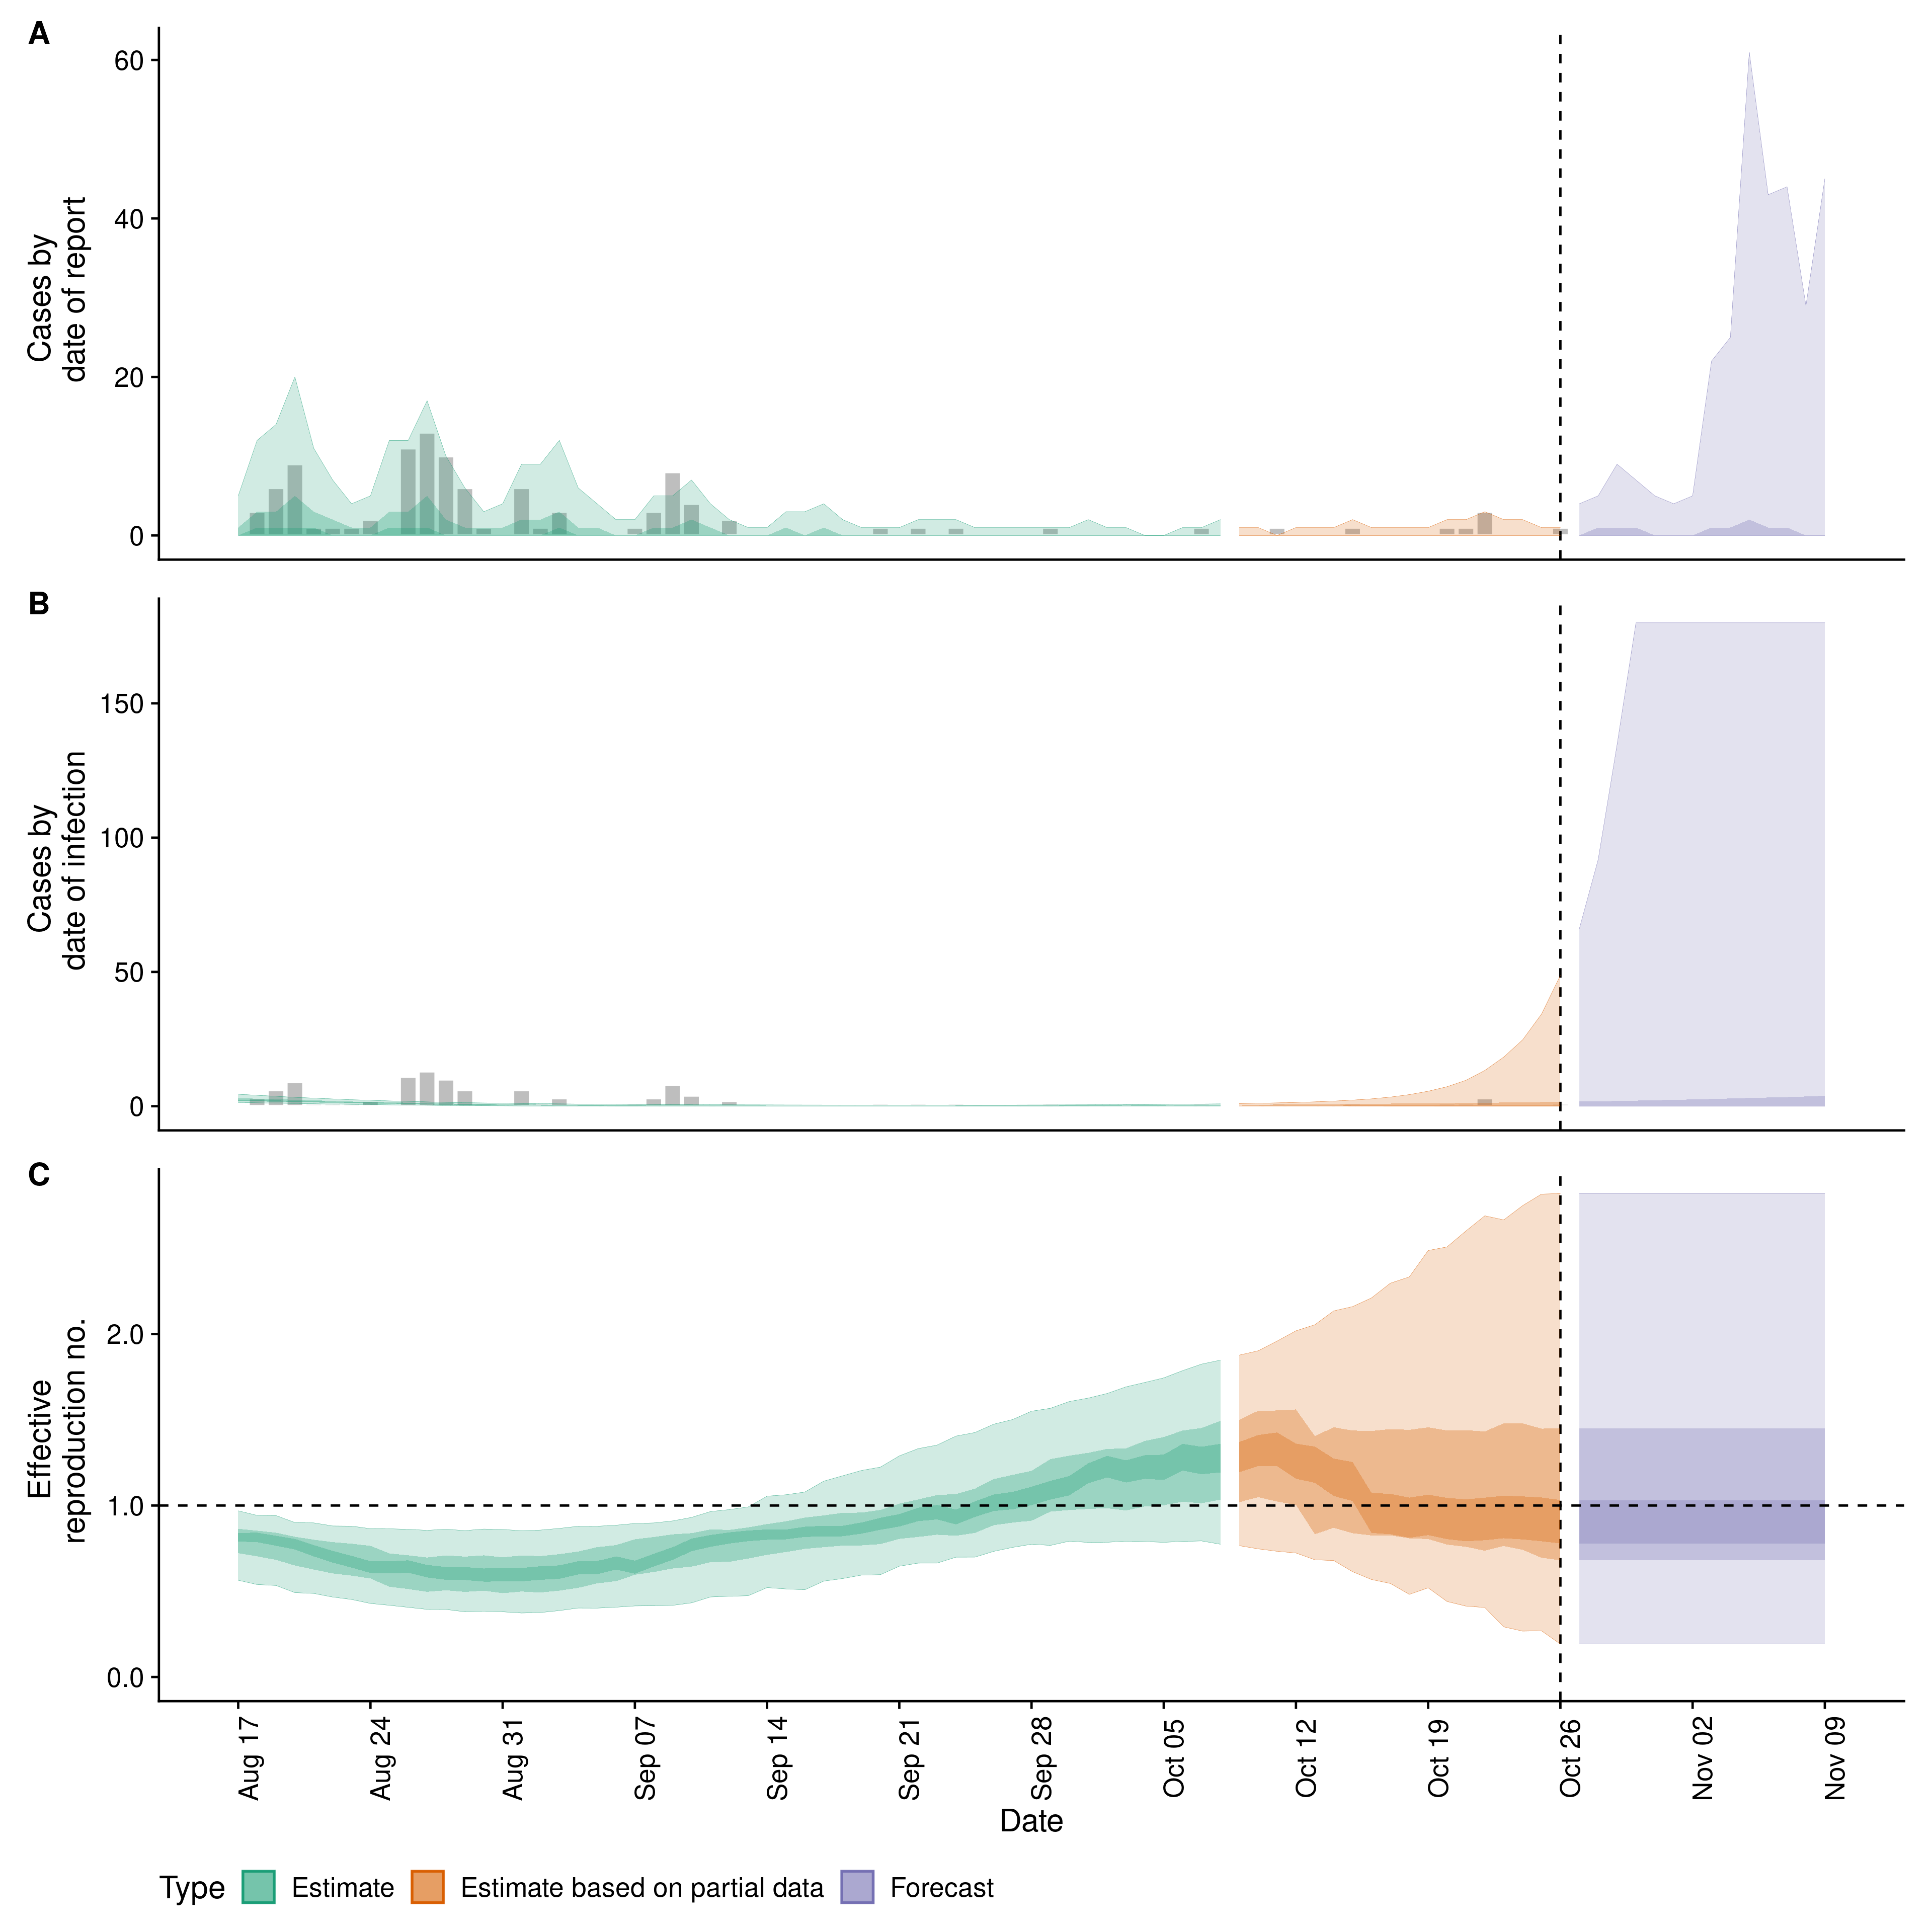 A
60
40
20
0
Cases by
date of report
B
150
100
50
0
Cases by
date of infection
C
2.0
1.0
0.0
Effective
reproduction no.
Aug 17
Aug 24
Aug 31
Sep 07
Sep 14
Sep 21
Sep 28
Oct 05
Oct 12
Oct 19
Oct 26
Nov 02
Nov 09
Date
Type Estimate Estimate based on partial data Forecast